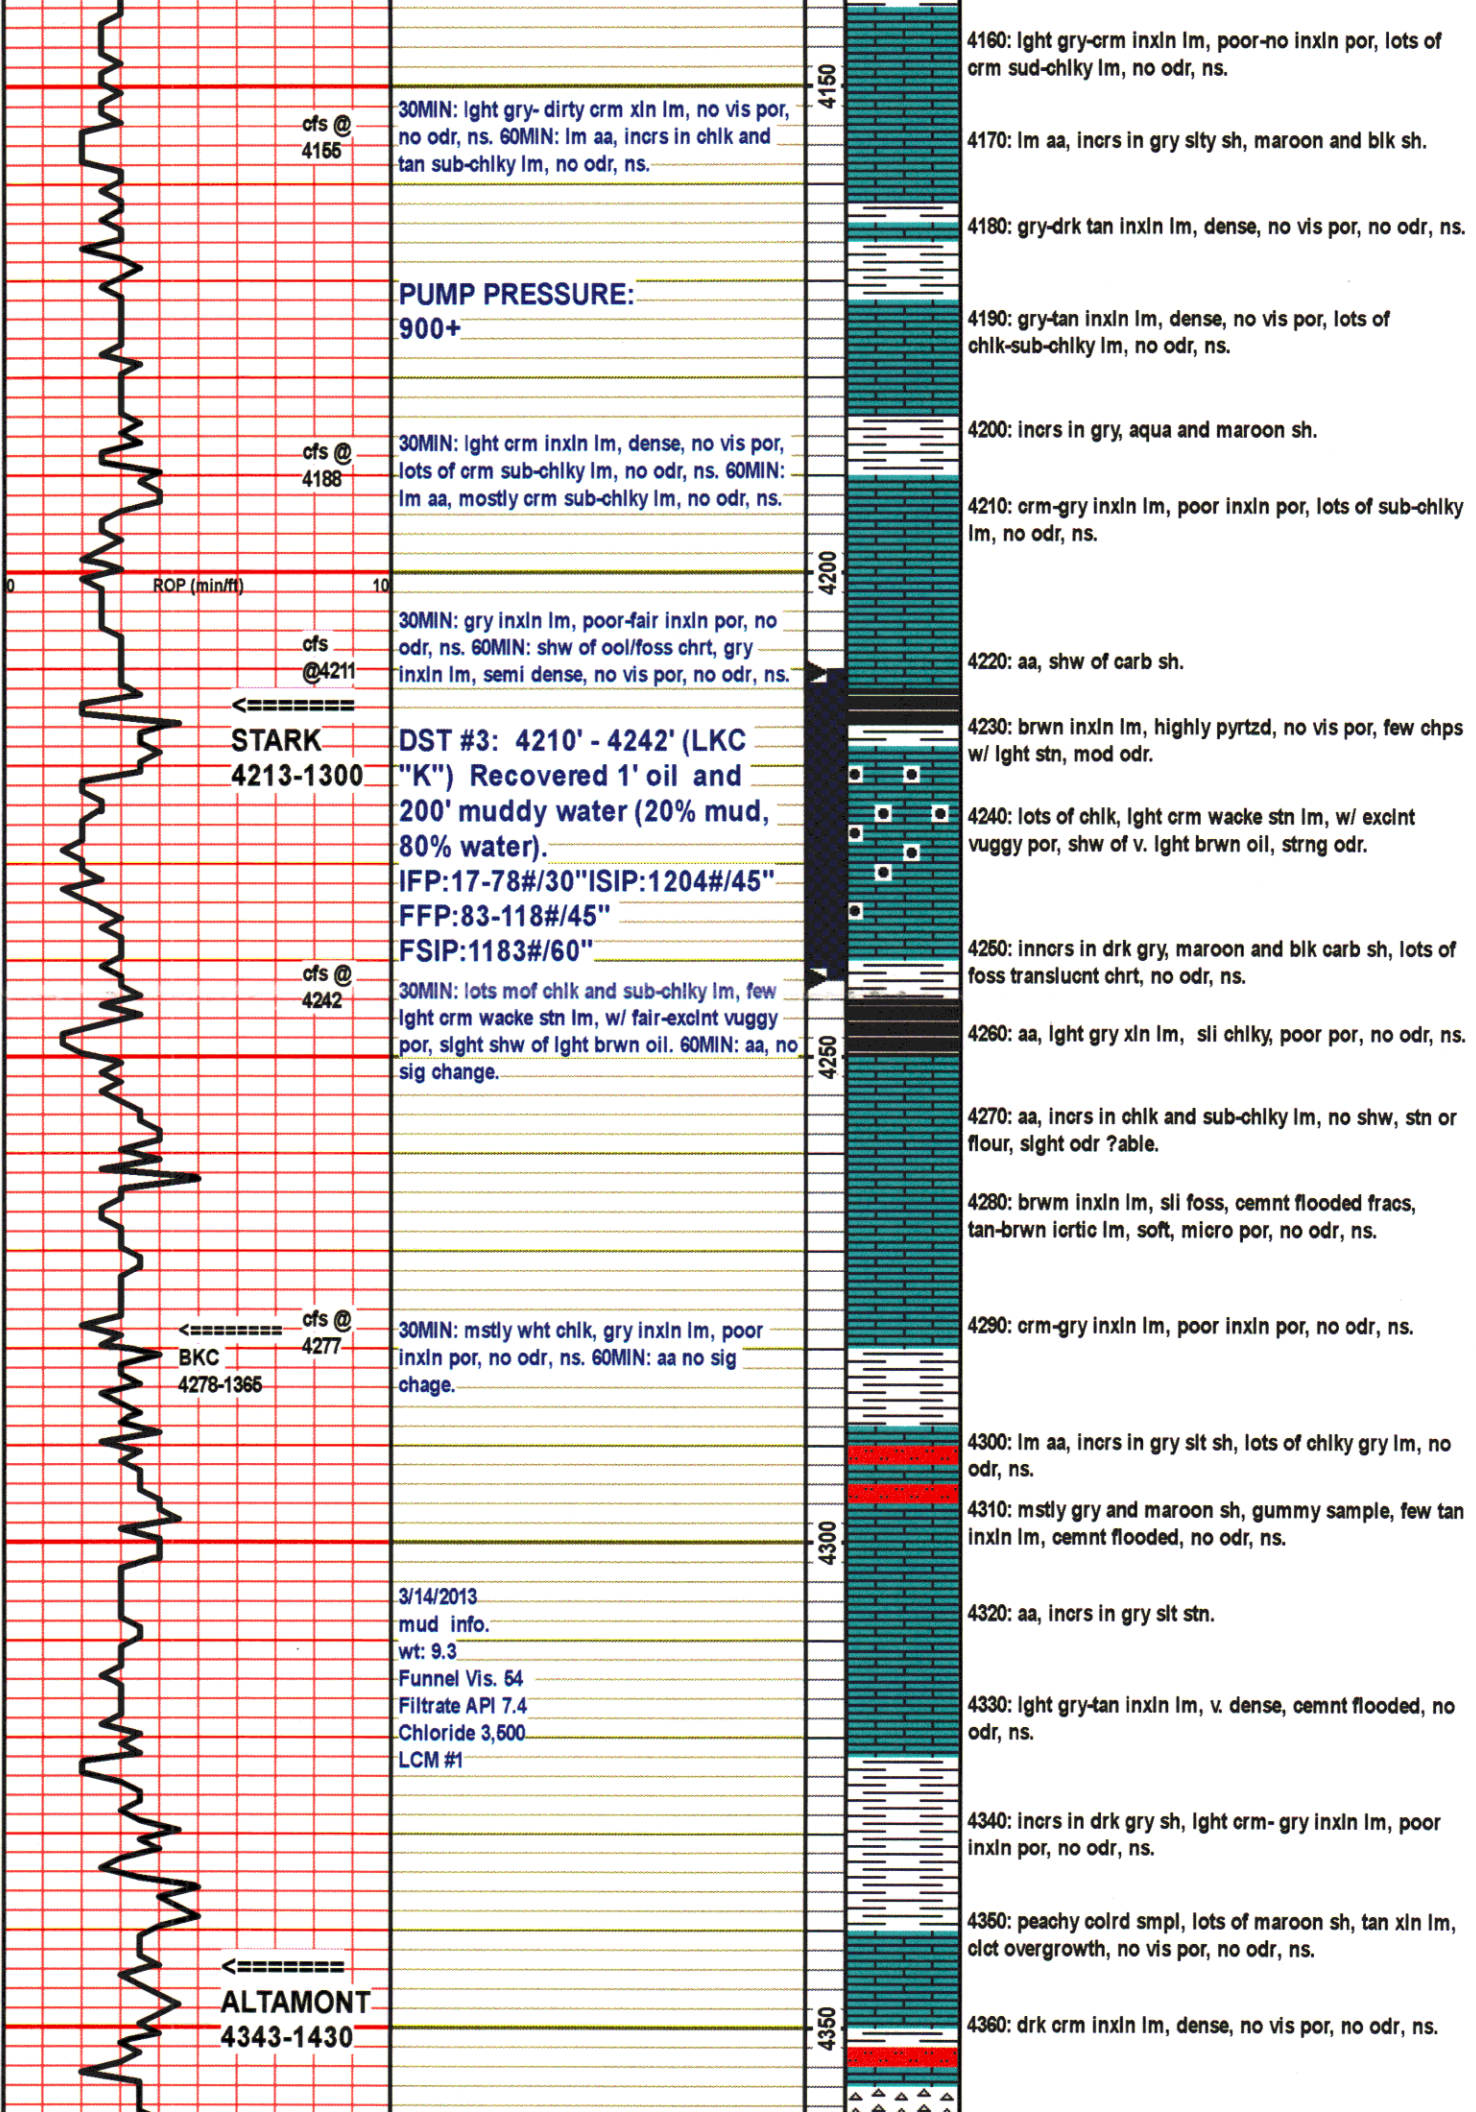 cfs @
4155
cfs @
4188
0 ROP (min/ft) 10
cfs
@4211
<=======
STARK
4213-1300
cfs @
4242
<========
BKC
4278-1365
cfs @
4277
<=======
ALTAMONT
4343-1430
30MIN: lght gry- dirty crm xln lm, no vis por,
no odr, ns. 60MIN: lm aa, incrs in chlk and
tan sub-chlky lm, no odr, ns.
PUMP PRESSURE:
900+
30MIN: lght crm inxln lm, dense, no vis por,
lots of crm sub-chlky lm, no odr, ns. 60MIN:
lm aa, mostly crm sub-chlky lm, no odr, ns.
30MIN: gry inxln lm, poor-fair inxln por, no
odr, ns. 60MIN: shw of ool/foss chrt, gry
inxln lm, semi dense, no vis por, no odr, ns.
DST #3: 4210' - 4242' (LKC
"K") Recovered 1' oil and
200' muddy water (20% mud,
80% water).
IFP:17-78#/30"ISIP:1204#/45"
FFP:83-118#/45"
FSIP:1183#/60"
30MIN: lots mof chlk and sub-chlky lm, few
lght crm wacke stn lm, w/ fair-exclnt vuggy
por, slght shw of lght brwn oil. 60MIN: aa, no
sig change.
30MIN: mstly wht chlk, gry inxln lm, poor
inxln por, no odr, ns. 60MIN: aa no sig
chage.
3/14/2013
mud info.
wt: 9.3
Funnel Vis. 54
Filtrate API 7.4
Chloride 3,500
LCM #1
4150
4200
4250
4300
4350
4160: lght gry-crm inxln lm, poor-no inxln por, lots of
crm sud-chlky lm, no odr, ns.
4170: lm aa, incrs in gry slty sh, maroon and blk sh.
4180: gry-drk tan inxln lm, dense, no vis por, no odr, ns.
4190: gry-tan inxln lm, dense, no vis por, lots of
chlk-sub-chlky lm, no odr, ns.
4200: incrs in gry, aqua and maroon sh.
4210: crm-gry inxln lm, poor inxln por, lots of sub-chlky
lm, no odr, ns.
4220: aa, shw of carb sh.
4230: brwn inxln lm, highly pyrtzd, no vis por, few chps
w/ lght stn, mod odr.
4240: lots of chlk, lght crm wacke stn lm, w/ exclnt
vuggy por, shw of v. lght brwn oil, strng odr.
4250: inncrs in drk gry, maroon and blk carb sh, lots of
foss translucnt chrt, no odr, ns.
4260: aa, lght gry xln lm, sli chlky, poor por, no odr, ns.
4270: aa, incrs in chlk and sub-chlky lm, no shw, stn or
flour, slght odr ?able.
4280: brwm inxln lm, sli foss, cemnt flooded fracs,
tan-brwn icrtic lm, soft, micro por, no odr, ns.
4290: crm-gry inxln lm, poor inxln por, no odr, ns.
4300: lm aa, incrs in gry slt sh, lots of chlky gry lm, no
odr, ns.
4310: mstly gry and maroon sh, gummy sample, few tan
inxln lm, cemnt flooded, no odr, ns.
4320: aa, incrs in gry slt stn.
4330: lght gry-tan inxln lm, v. dense, cemnt flooded, no
odr, ns.
4340: incrs in drk gry sh, lght crm- gry inxln lm, poor
inxln por, no odr, ns.
4350: peachy colrd smpl, lots of maroon sh, tan xln lm,
clct overgrowth, no vis por, no odr, ns.
4360: drk crm inxln lm, dense, no vis por, no odr, ns.